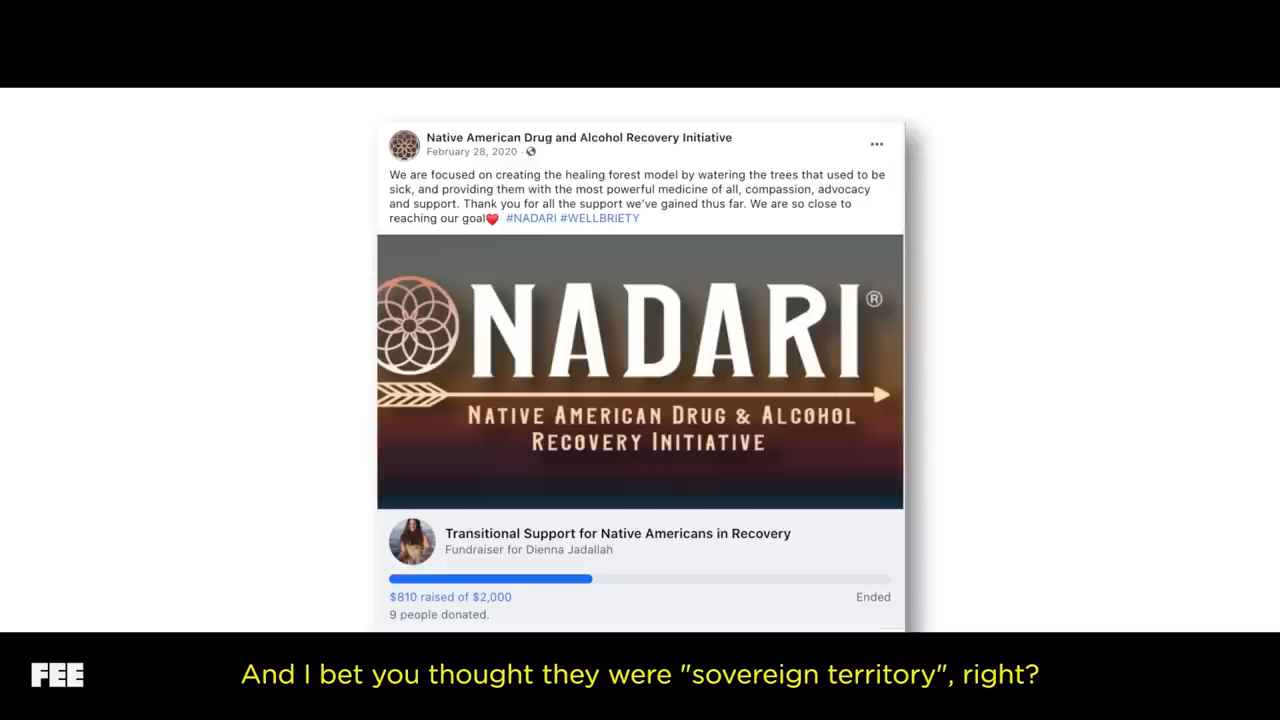 Native American Drug and Alcohol Recovery Initiative
February 28, 2020 ·
We are focused on creating the healing forest model by watering the trees that used to be
sick, and providing them with the most powerful medicine of all, compassion, advocacy
and support. Thank you for all the support we've gained thus far. We are so close to
reaching our goal❤️ #NADARI #WELLBRIETY
NADARI®
NATIVE AMERICAN DRUG & ALCOHOL
RECOVERY INITIATIVE
Transitional Support for Native Americans in Recovery
Fundraiser for Dienna Jadallah
$810 raised of $2,000
Ended
9 people donated.
FEE
And I bet you thought they were "sovereign territory", right?